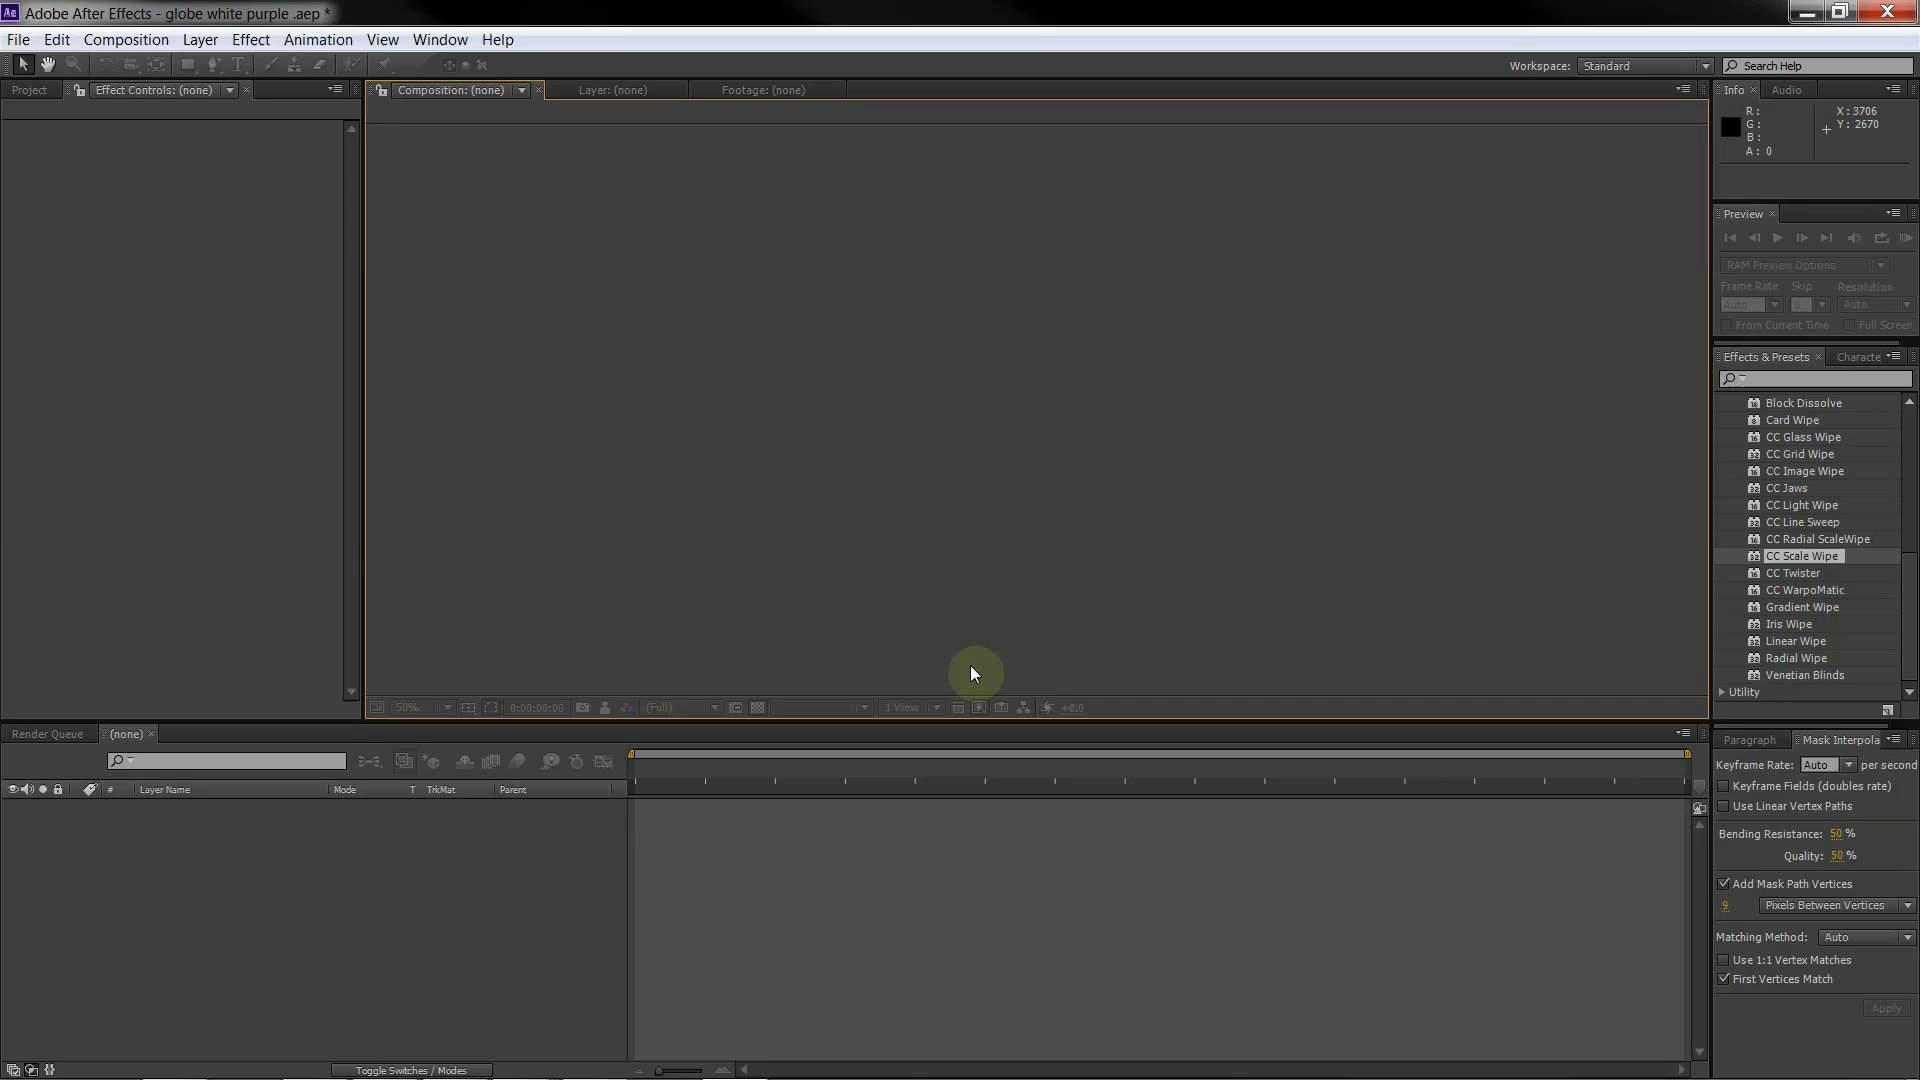 Adobe After Effects - globe white purple .aep *
File Edit Composition Layer Effect Animation View Window Help
Workspace: Standard Search Help
Project Effect Controls: (none) Composition: (none) Layer: (none) Footage: (none) Info Audio
R : X : 3706
G : Y : 2670
B :
A : 0
Preview
RAM Preview Options
Frame Rate Skip Resolution
Auto 0 Auto
From Current Time Full Screen
Effects & Presets Characte
Block Dissolve
Card Wipe
CC Glass Wipe
CC Grid Wipe
CC Image Wipe
CC Jaws
CC Light Wipe
CC Line Sweep
CC Radial ScaleWipe
CC Scale Wipe
CC Twister
CC WarpoMatic
Gradient Wipe
Iris Wipe
Linear Wipe
Radial Wipe
Venetian Blinds
Utility
50% 0:00:00:00 (Full) 1 View +0.0
Render Queue (none)
# Layer Name Mode T TrkMat Parent
Toggle Switches / Modes
Paragraph Mask Interpola
Keyframe Rate: Auto per second
Keyframe Fields (doubles rate)
Use Linear Vertex Paths
Bending Resistance: 50 %
Quality: 50 %
Add Mask Path Vertices
9 Pixels Between Vertices
Matching Method: Auto
Use 1:1 Vertex Matches
First Vertices Match
Apply